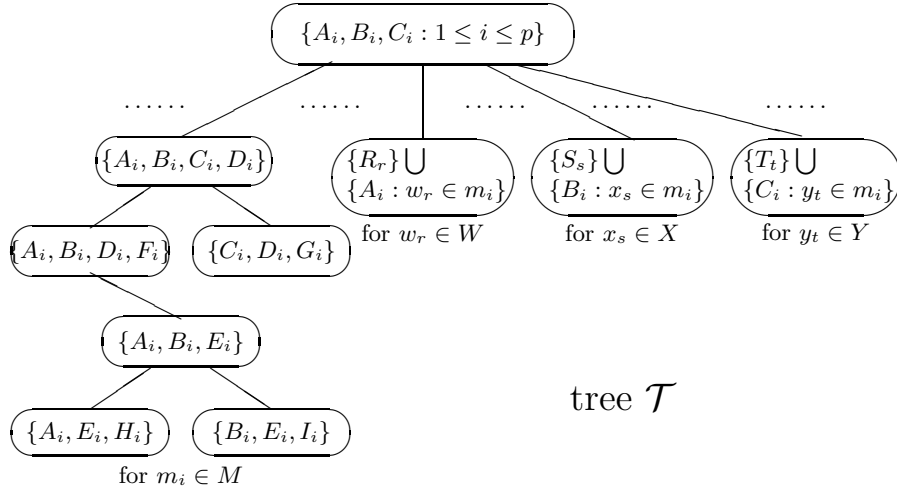 {A_i, B_i, C_i : 1 ≤ i ≤ p}
...... ...... ...... ...... ......
{A_i, B_i, C_i, D_i}
{R_r} ⋃
{A_i : w_r ∈ m_i}
for w_r ∈ W
{S_s} ⋃
{B_i : x_s ∈ m_i}
for x_s ∈ X
{T_t} ⋃
{C_i : y_t ∈ m_i}
for y_t ∈ Y
{A_i, B_i, D_i, F_i}
{C_i, D_i, G_i}
{A_i, B_i, E_i}
{A_i, E_i, H_i}
{B_i, E_i, I_i}
for m_i ∈ M
tree 𝒯